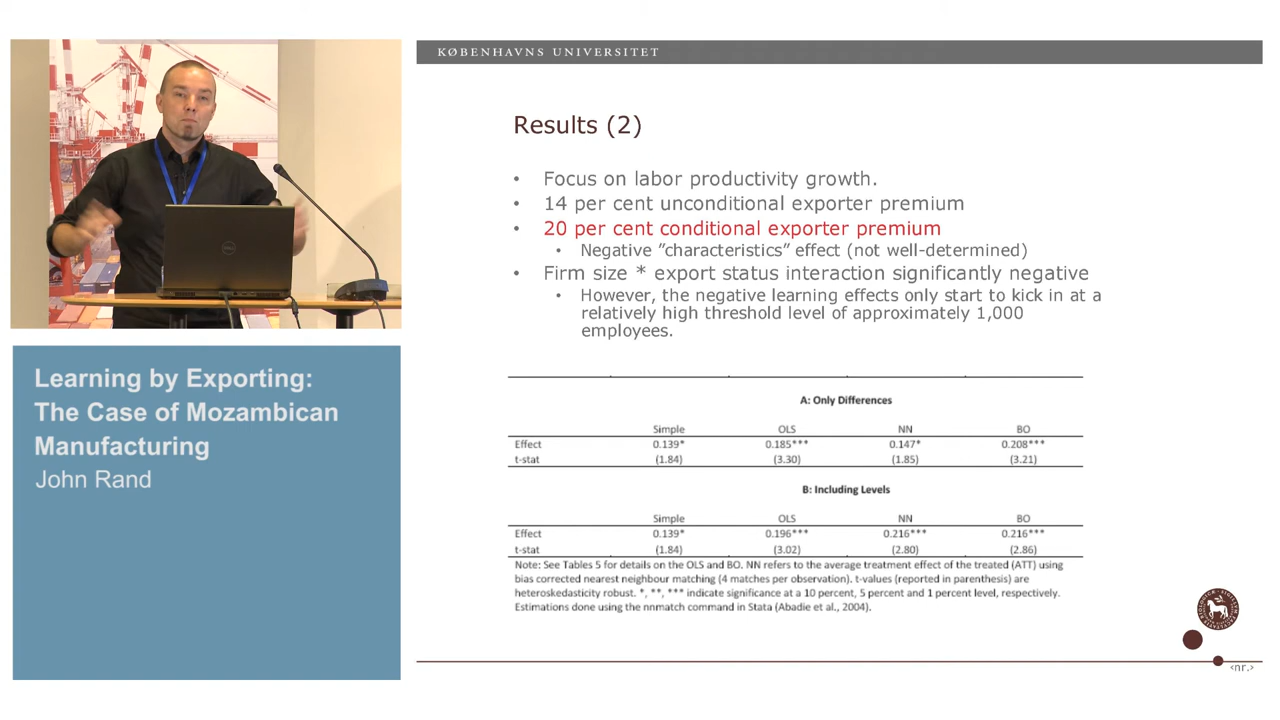 KØBENHAVNS UNIVERSITET
Results (2)
• Focus on labor productivity growth.
• 14 per cent unconditional exporter premium
• 20 per cent conditional exporter premium
• Negative ”characteristics” effect (not well-determined)
• Firm size * export status interaction significantly negative
• However, the negative learning effects only start to kick in at a
relatively high threshold level of approximately 1,000
employees.
A: Only Differences
Simple OLS NN BO
Effect 0.139* 0.185*** 0.147* 0.208***
t-stat (1.84) (3.30) (1.85) (3.21)
B: Including Levels
Simple OLS NN BO
Effect 0.139* 0.196*** 0.216*** 0.216***
t-stat (1.84) (3.02) (2.80) (2.86)
Note: See Tables 5 for details on the OLS and BO. NN refers to the average treatment effect of the treated (ATT) using
bias corrected nearest neighbour matching (4 matches per observation). t-values (reported in parenthesis) are
heteroskedasticity robust. *, **, *** indicate significance at a 10 percent, 5 percent and 1 percent level, respectively.
Estimations done using the nnmatch command in Stata (Abadie et al., 2004).
‹nr.›
Learning by Exporting:
The Case of Mozambican
Manufacturing
John Rand